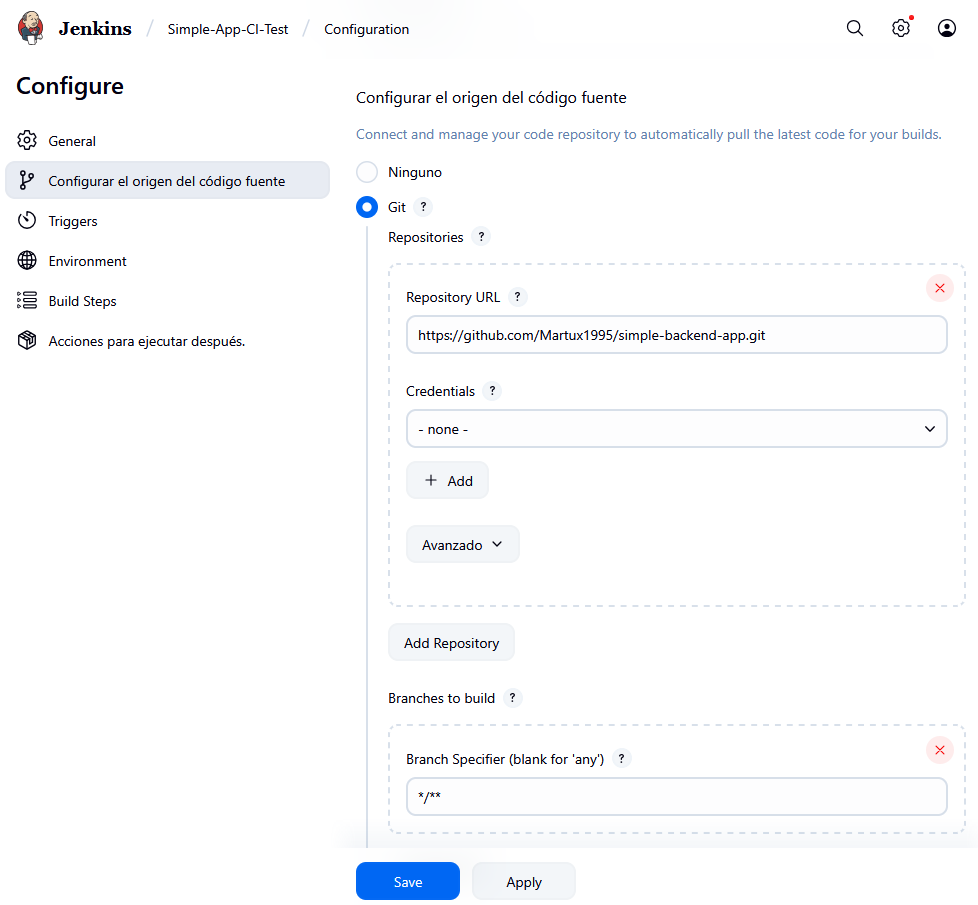 Jenkins / Simple-App-CI-Test / Configuration
Configure
General
Configurar el origen del código fuente
Triggers
Environment
Build Steps
Acciones para ejecutar después.
Configurar el origen del código fuente
Connect and manage your code repository to automatically pull the latest code for your builds.
Ninguno
Git ?
Repositories ?
Repository URL ?
https://github.com/Martux1995/simple-backend-app.git
Credentials ?
- none -
+ Add
Avanzado
Add Repository
Branches to build ?
Branch Specifier (blank for 'any') ?
*/**
Save Apply